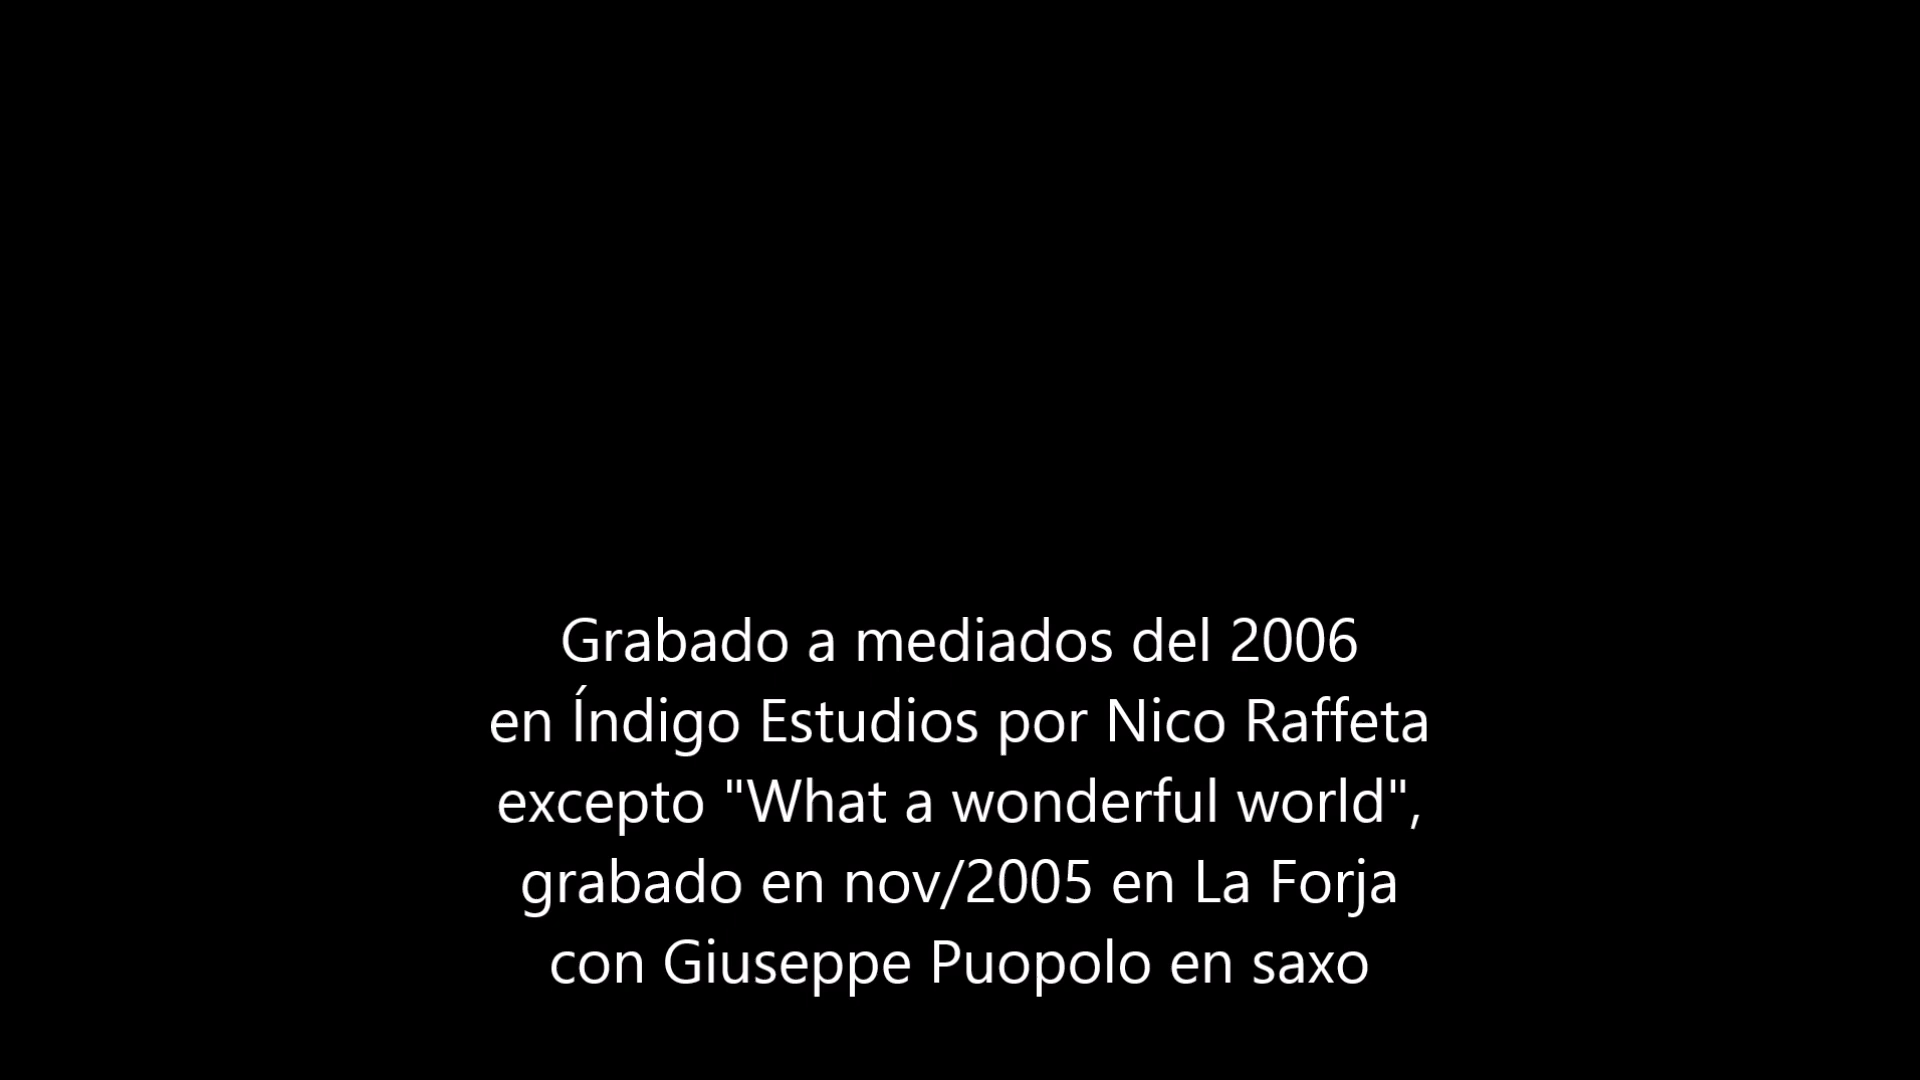 Grabado a mediados del 2006
en Índigo Estudios por Nico Raffeta
excepto "What a wonderful world",
grabado en nov/2005 en La Forja
con Giuseppe Puopolo en saxo